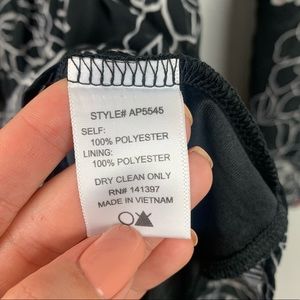 STYLE# AP5545
SELF:
100% POLYESTER
LINING:
100% POLYESTER
DRY CLEAN ONLY
RN# 141397
MADE IN VIETNAM